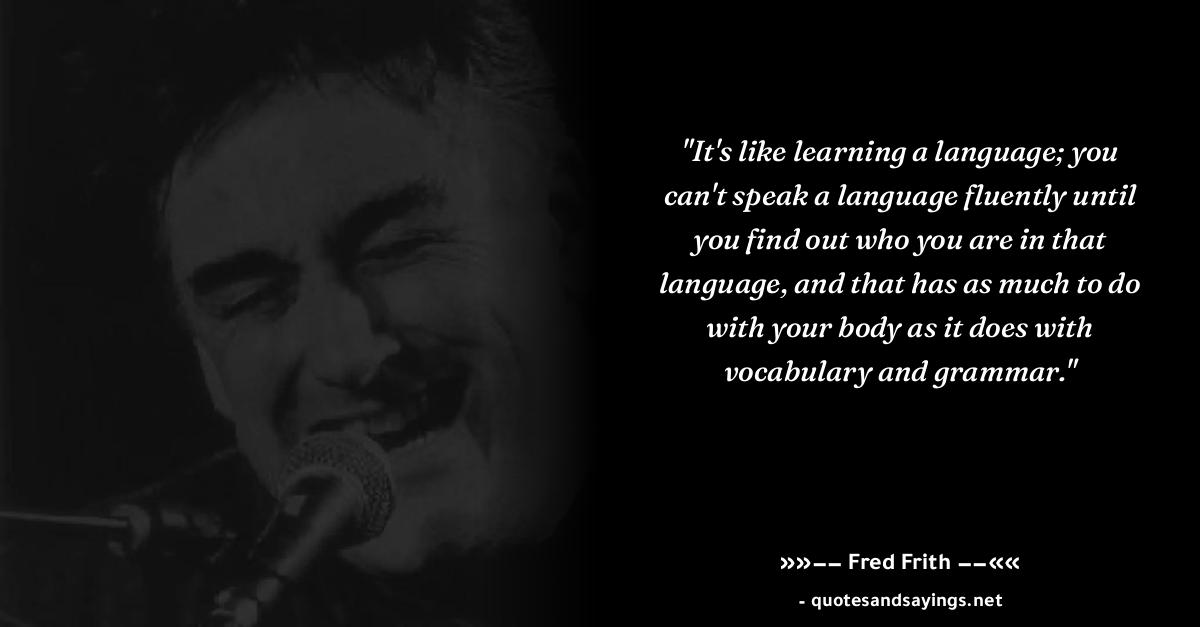 "It's like learning a language; you
can't speak a language fluently until
you find out who you are in that
language, and that has as much to do
with your body as it does with
vocabulary and grammar."
»»–– Fred Frith ––««
- quotesandsayings.net